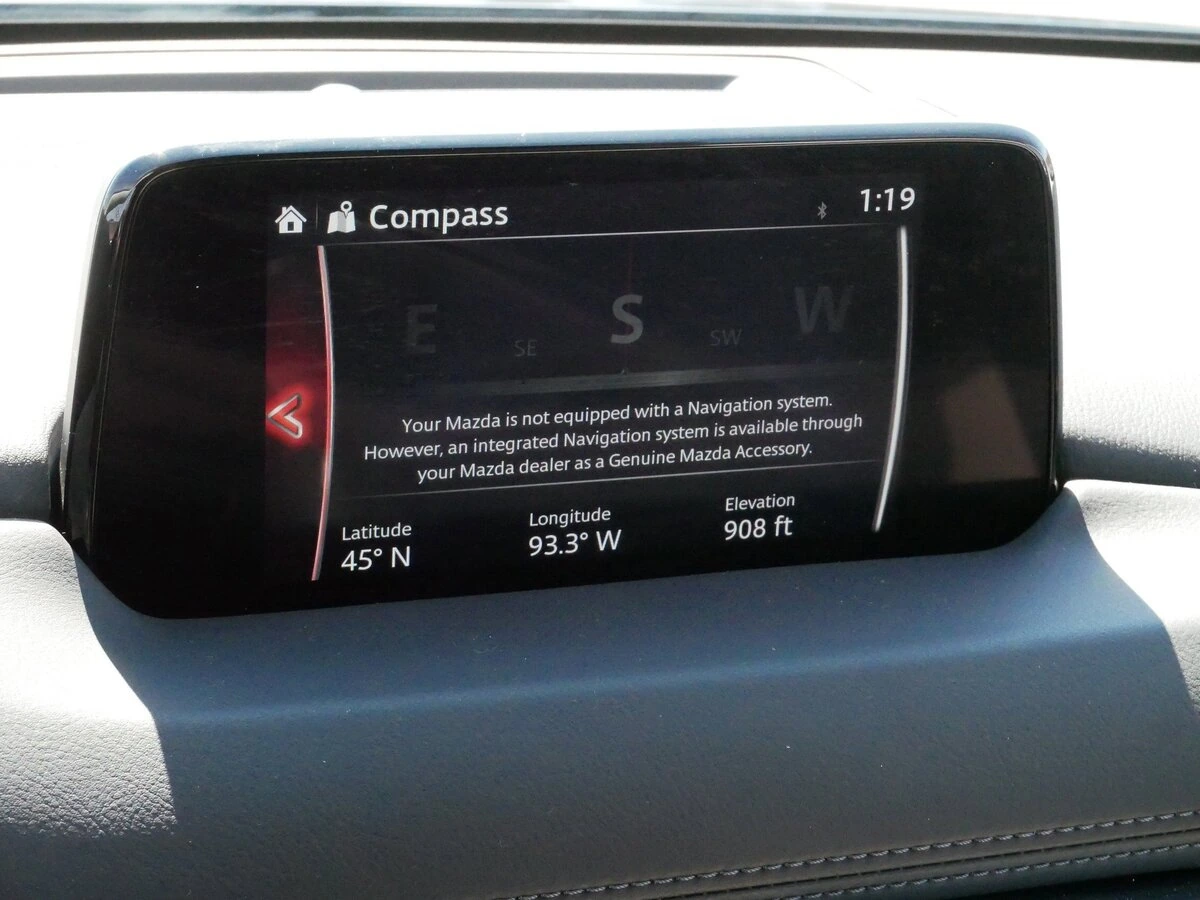 Compass
1:19
E SE S SW W
Your Mazda is not equipped with a Navigation system.
However, an integrated Navigation system is available through
your Mazda dealer as a Genuine Mazda Accessory.
Latitude Longitude Elevation
45° N 93.3° W 908 ft